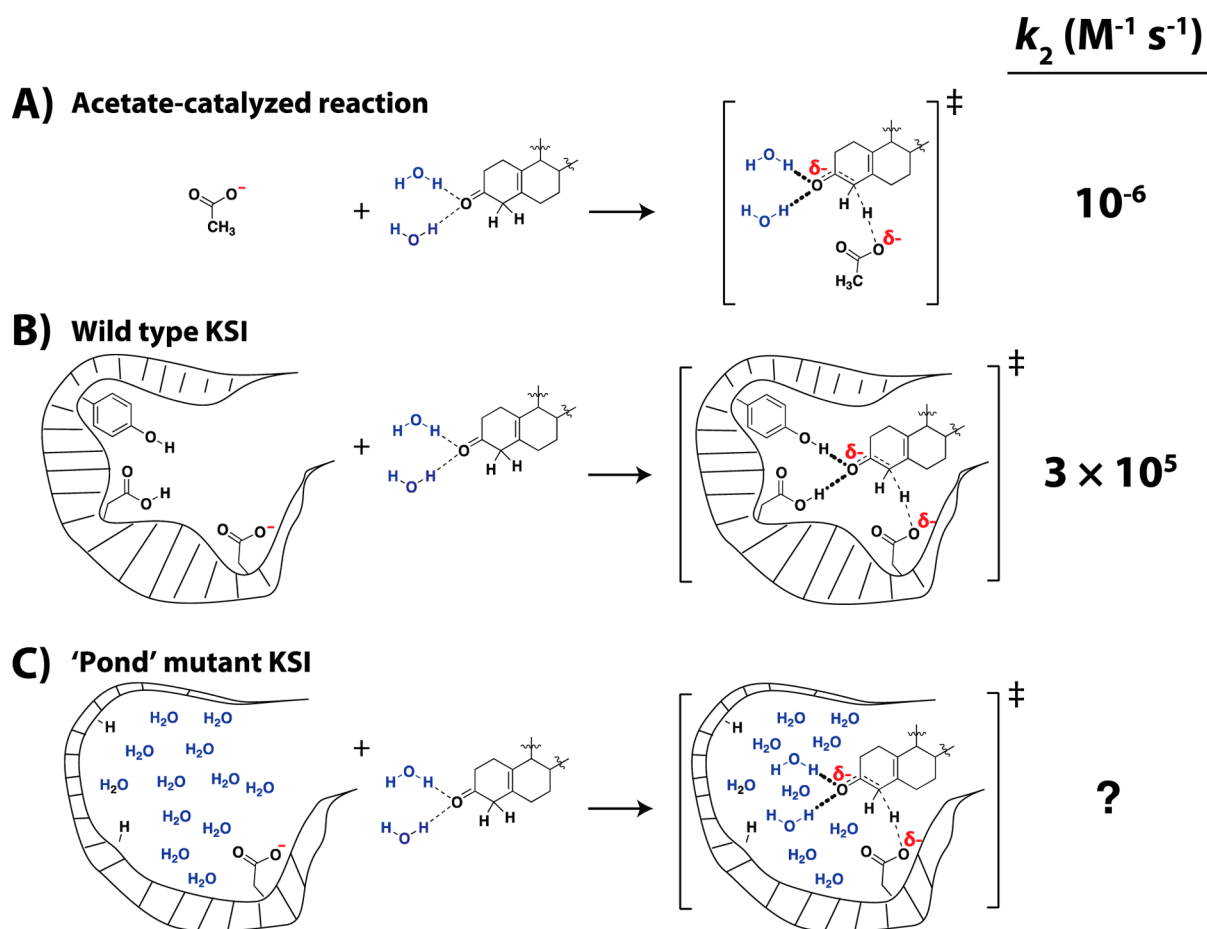 k₂ (M⁻¹ s⁻¹)
A) Acetate-catalyzed reaction
O O⁻
CH₃
+
H O H
H O H
O
H H
‡
H O H
H O H
δ-
O
H H
O O δ-
H₃C
10⁻⁶
B) Wild type KSI
O H
O
O H
O O⁻
+
H O H
H O H
O
H H
‡
O H
O
O H
δ-
O
H H
O O δ-
3 × 10⁵
C) ‘Pond’ mutant KSI
H
H₂O H₂O
H₂O H₂O
H₂O H₂O H₂O H₂O
H₂O
H H₂O
H₂O
H₂O
O O⁻
+
H O H
H O H
O
H H
‡
H
H₂O H₂O
H₂O H₂O
H O H
δ-
O
H₂O H₂O
H O H
H H
H H₂O
H₂O
H₂O
O O δ-
?